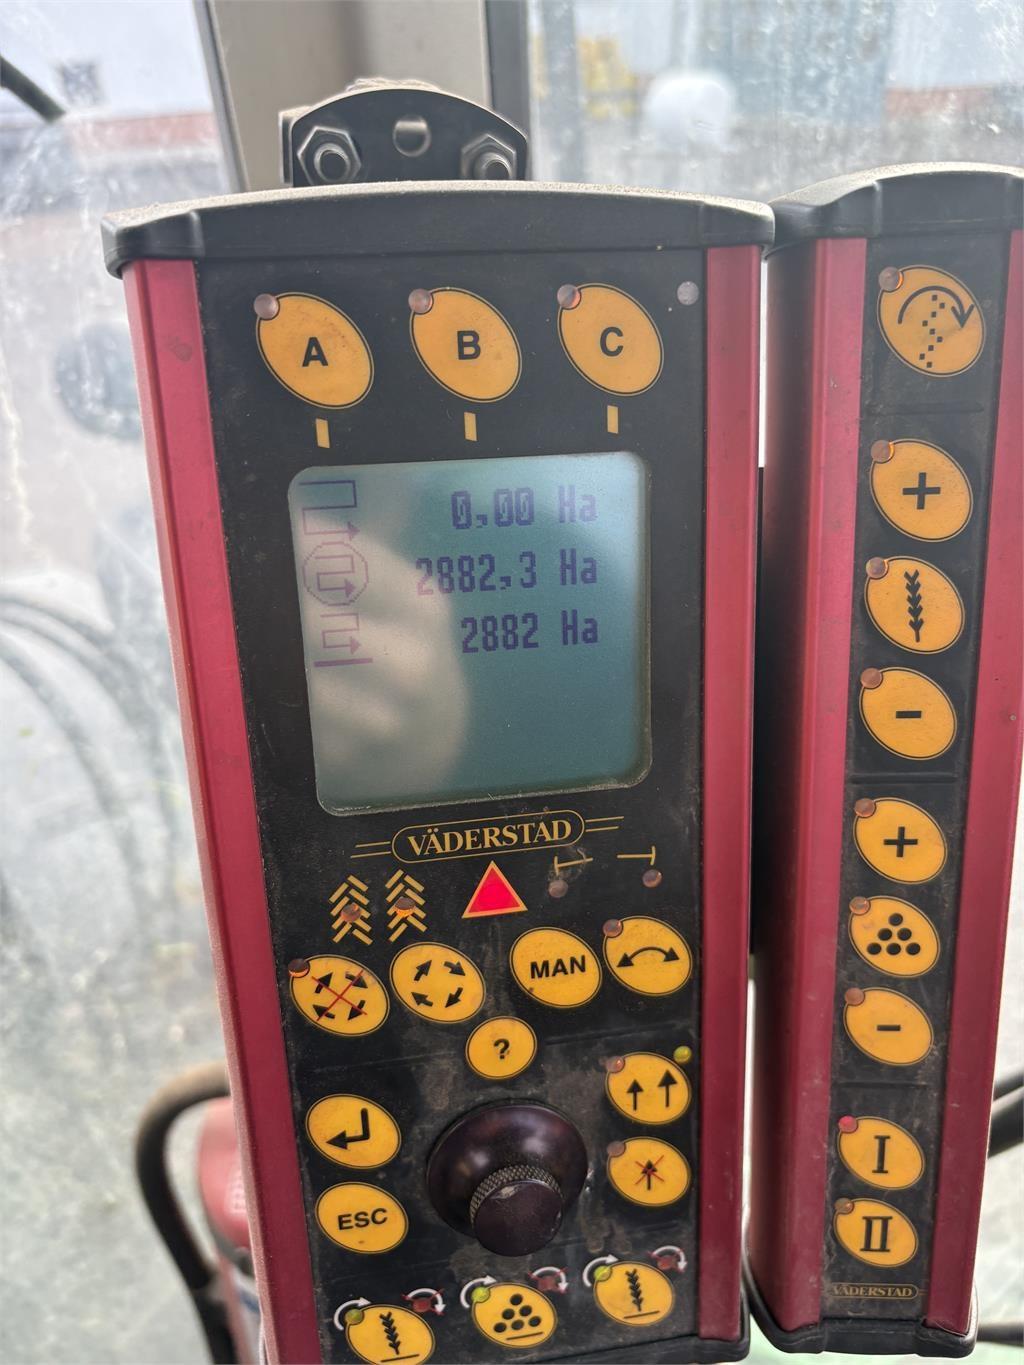 A B C
0,00 Ha
2882,3 Ha
2882 Ha
VÄDERSTAD
MAN
?
ESC
+
-
+
-
I
II
VÄDERSTAD